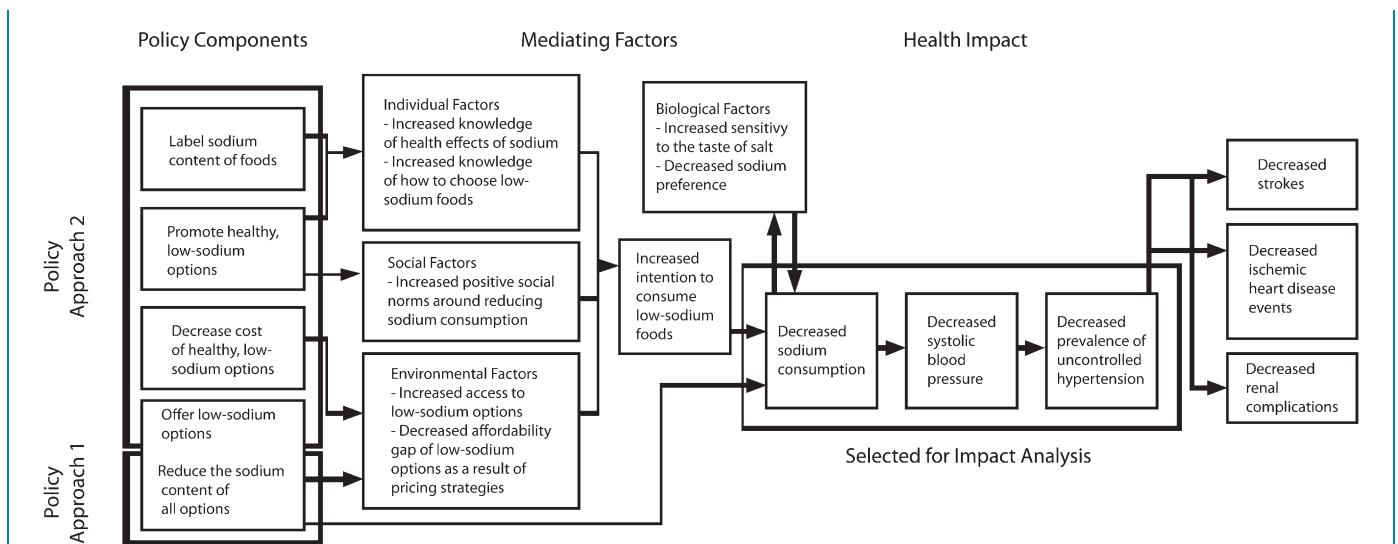 Policy Components
Mediating Factors
Health Impact
Policy
Approach 2
Label sodium
content of foods
Promote healthy,
low-sodium
options
Decrease cost
of healthy, low-
sodium options
Offer low-sodium
options
Policy
Approach 1
Reduce the sodium
content of
all options
Individual Factors
- Increased knowledge
of health effects of sodium
- Increased knowledge
of how to choose low-
sodium foods
Social Factors
- Increased positive social
norms around reducing
sodium consumption
Environmental Factors
- Increased access to
low-sodium options
- Decreased affordability
gap of low-sodium
options as a result of
pricing strategies
Increased
intention to
consume
low-sodium
foods
Biological Factors
- Increased sensitivy
to the taste of salt
- Decreased sodium
preference
Decreased
sodium
consumption
Decreased
systolic
blood
pressure
Decreased
prevalence of
uncontrolled
hypertension
Selected for Impact Analysis
Decreased
strokes
Decreased
ischemic
heart disease
events
Decreased
renal
complications